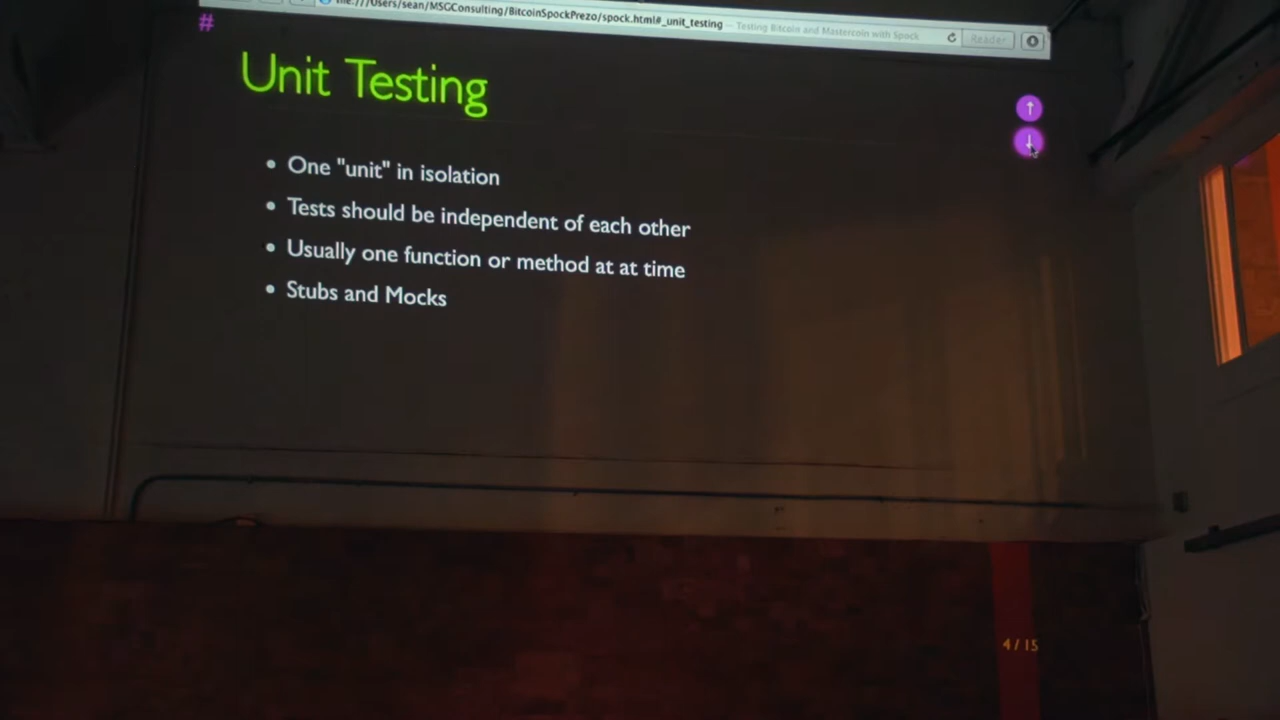 file:///Users/sean/MSGConsulting/BitcoinSpockPrezo/spock.html#_unit_testing — Testing Bitcoin and Mastercoin with Spock
Reader
#
Unit Testing
↑
↓
• One "unit" in isolation
• Tests should be independent of each other
• Usually one function or method at at time
• Stubs and Mocks
4 / 15